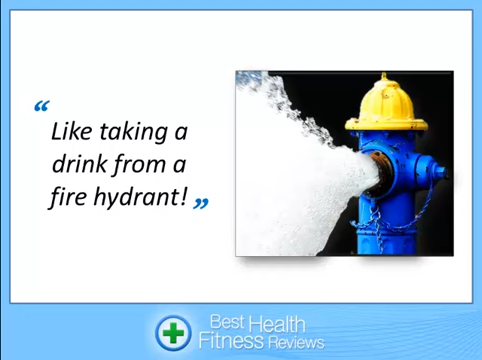 “Like taking a
drink from a
fire hydrant!”
Best Health
Fitness Reviews